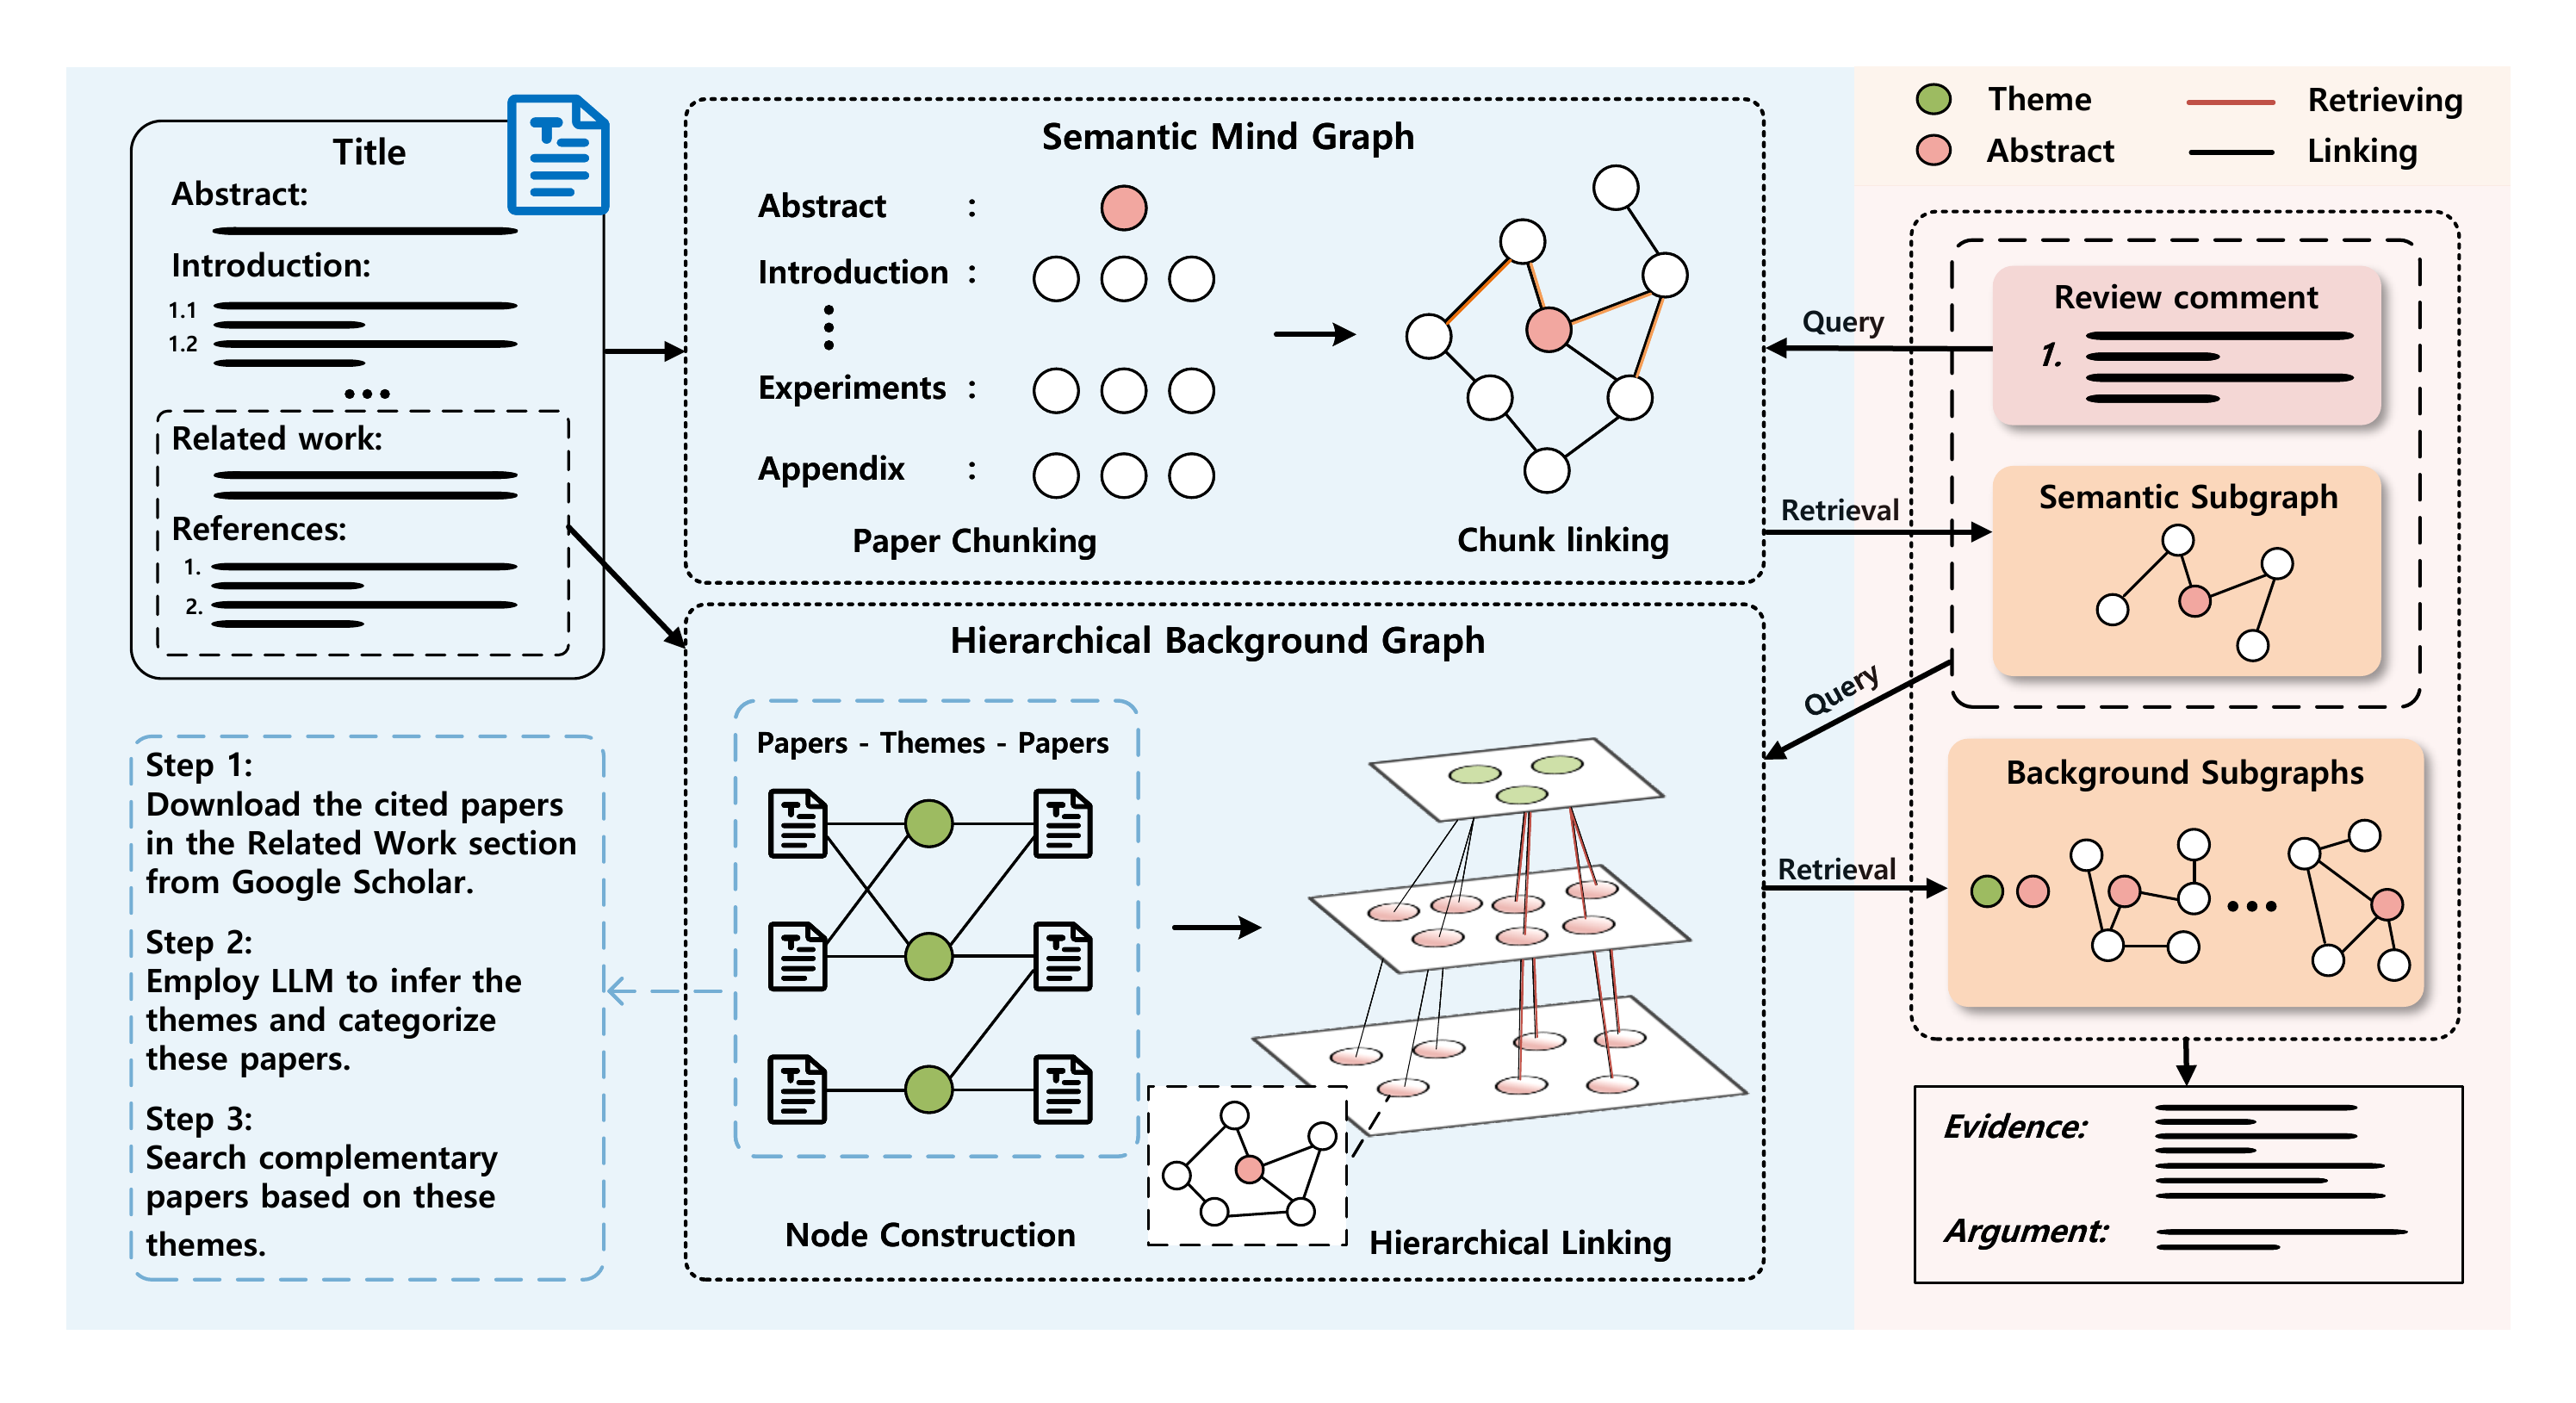 Title
Abstract:
Introduction:
1.1
1.2
...
Related work:
References:
1.
2.
Step 1:
Download the cited papers
in the Related Work section
from Google Scholar.
Step 2:
Employ LLM to infer the
themes and categorize
these papers.
Step 3:
Search complementary
papers based on these
themes.
Semantic Mind Graph
Abstract :
Introduction :
Experiments :
Appendix :
Paper Chunking
Chunk linking
Hierarchical Background Graph
Papers - Themes - Papers
Node Construction
Hierarchical Linking
Query
Retrieval
Query
Retrieval
Theme
Retrieving
Abstract
Linking
Review comment
1.
Semantic Subgraph
Background Subgraphs
...
Evidence:
Argument: